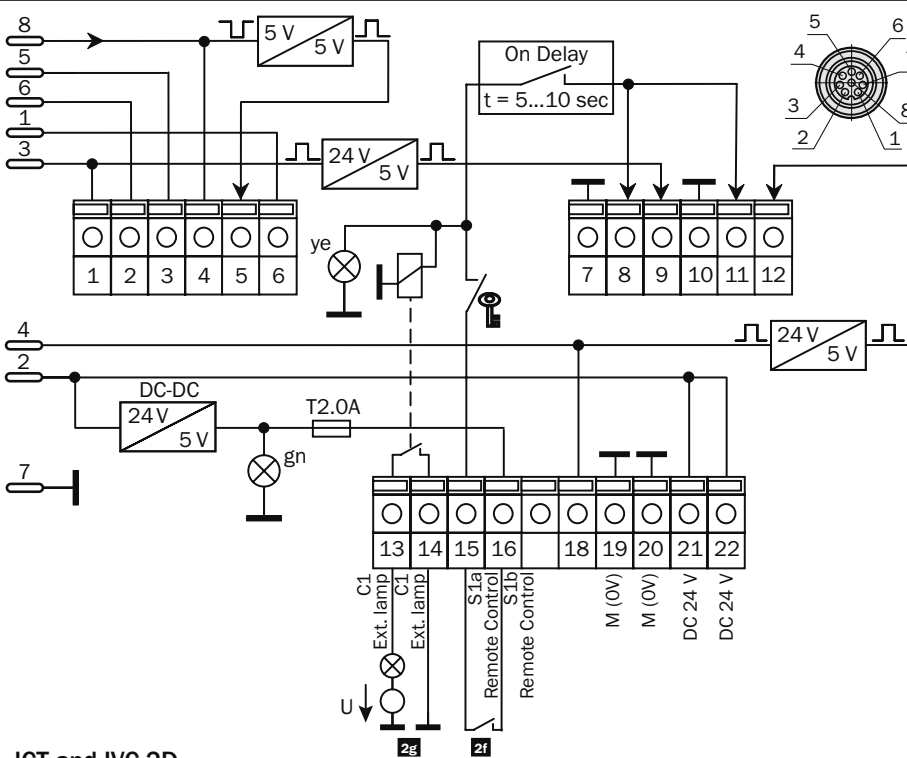 8
5
6
1
3
5 V
5 V
On Delay
t = 5...10 sec
5
6
4
3
2
1
8
24 V
5 V
1 2 3 4 5 6
ye
7 8 9 10 11 12
4
2
24 V
5 V
DC-DC
24 V
5 V
T2.0A
gn
7
13 14 15 16 18 19 20 21 22
C1
Ext. lamp
C1
Ext. lamp
S1a
Remote Control
S1b
Remote Control
M (0V)
M (0V)
DC 24 V
DC 24 V
U
2g
2f